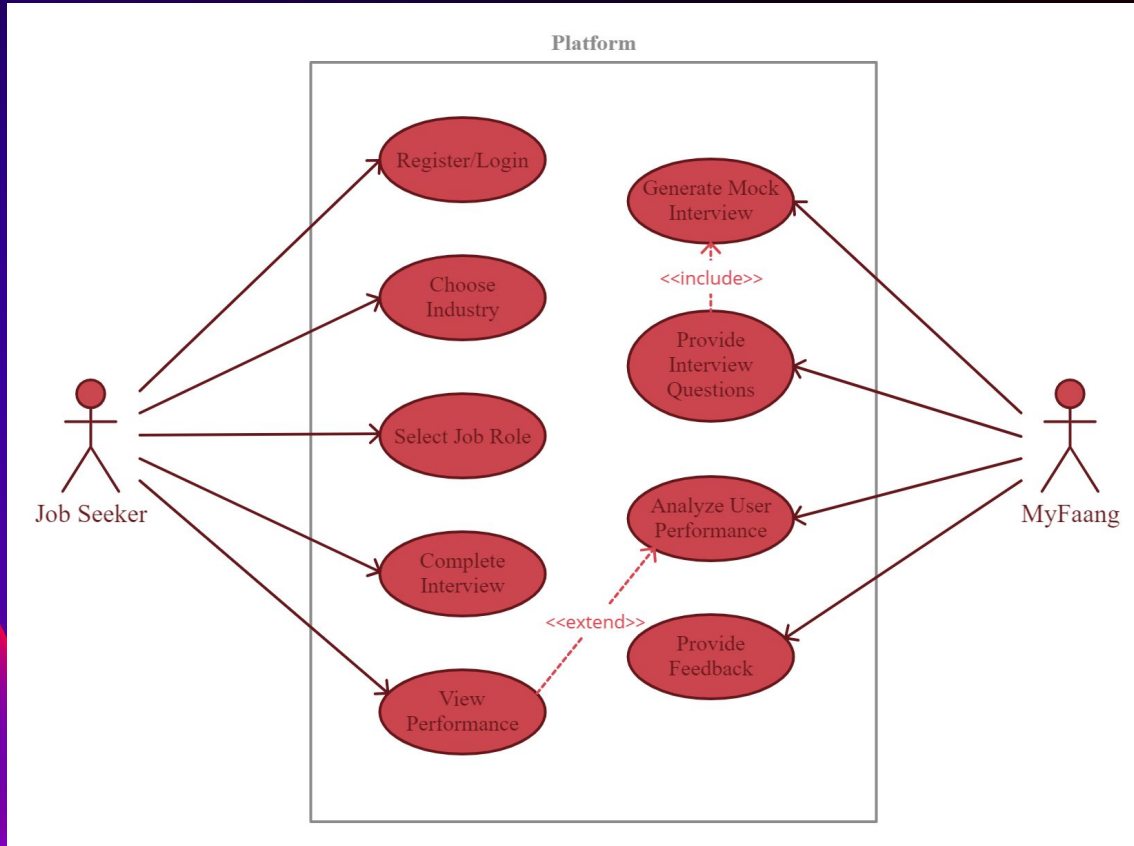 Platform
Register/Login
Generate Mock
Interview
<<include>>
Choose
Industry
Provide
Interview
Questions
Select Job Role
Job Seeker
MyFaang
Analyze User
Performance
Complete
Interview
<<extend>>
Provide
Feedback
View
Performance